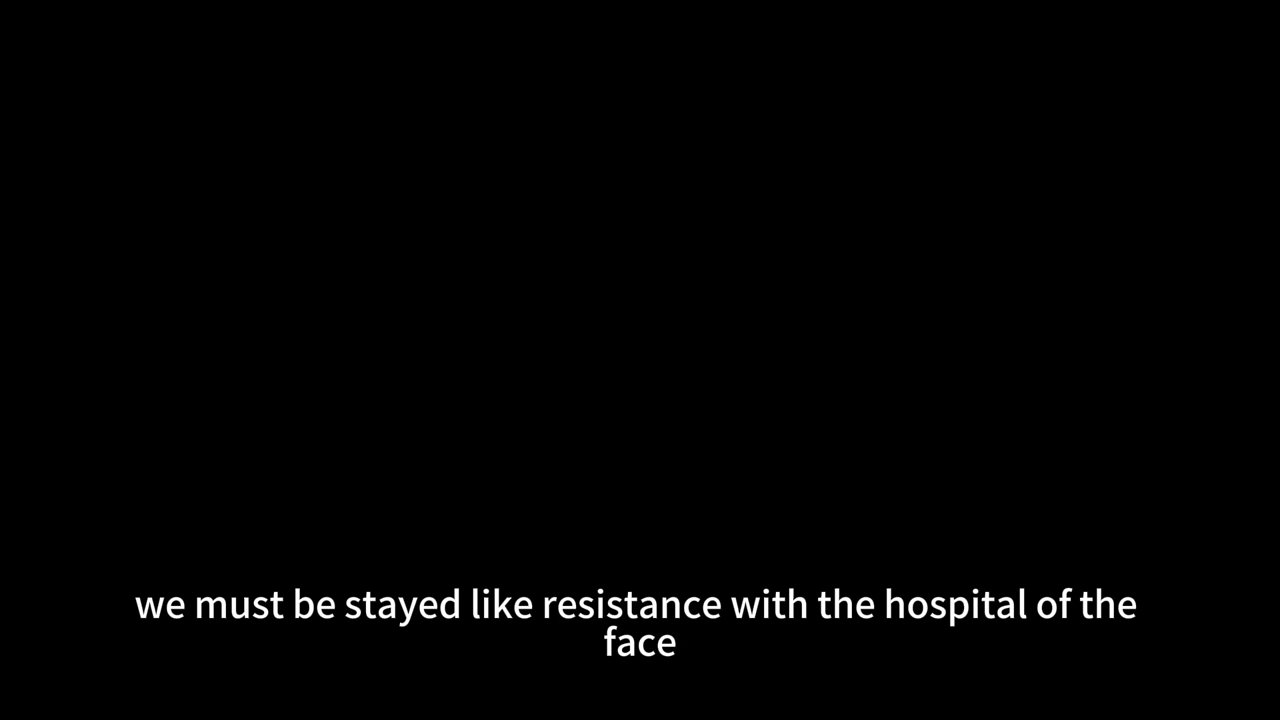 we must be stayed like resistance with the hospital of the
face